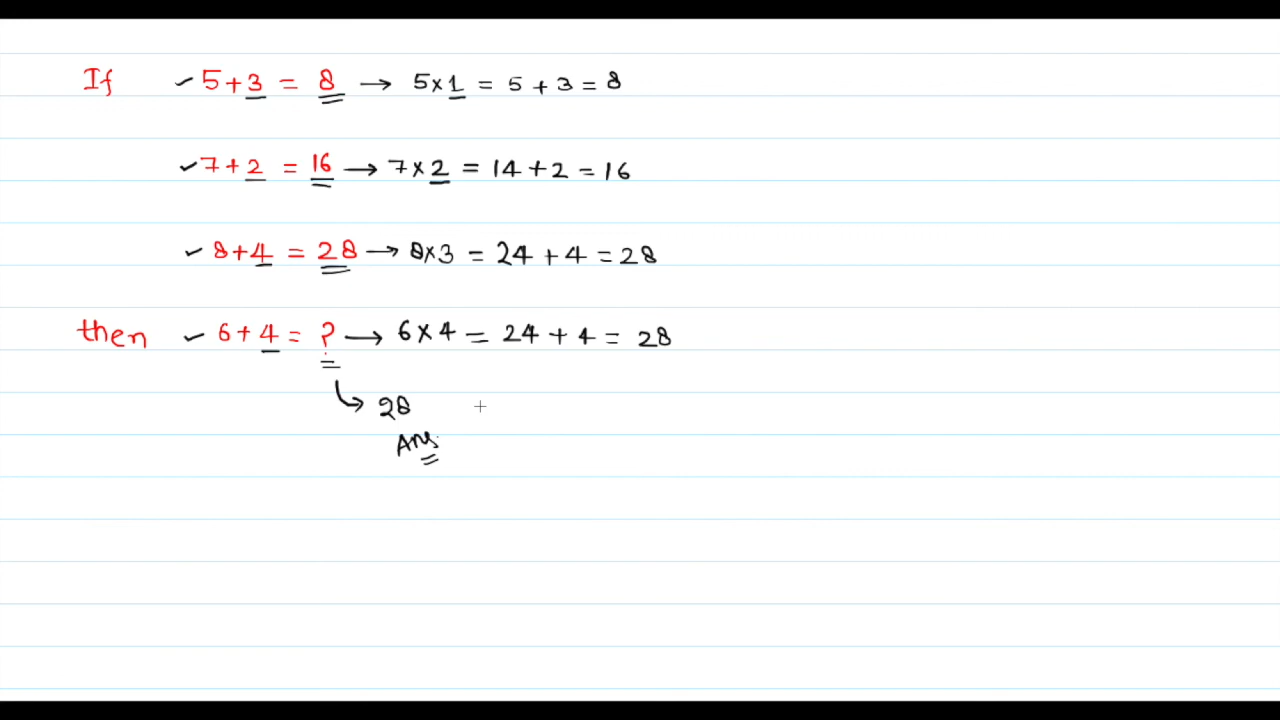 If ✓ 5 + 3 = 8 → 5 × 1 = 5 + 3 = 8
✓ 7 + 2 = 16 → 7 × 2 = 14 + 2 = 16
✓ 8 + 4 = 28 → 8 × 3 = 24 + 4 = 28
then ✓ 6 + 4 = ? → 6 × 4 = 24 + 4 = 28
↳ 28
Ans.